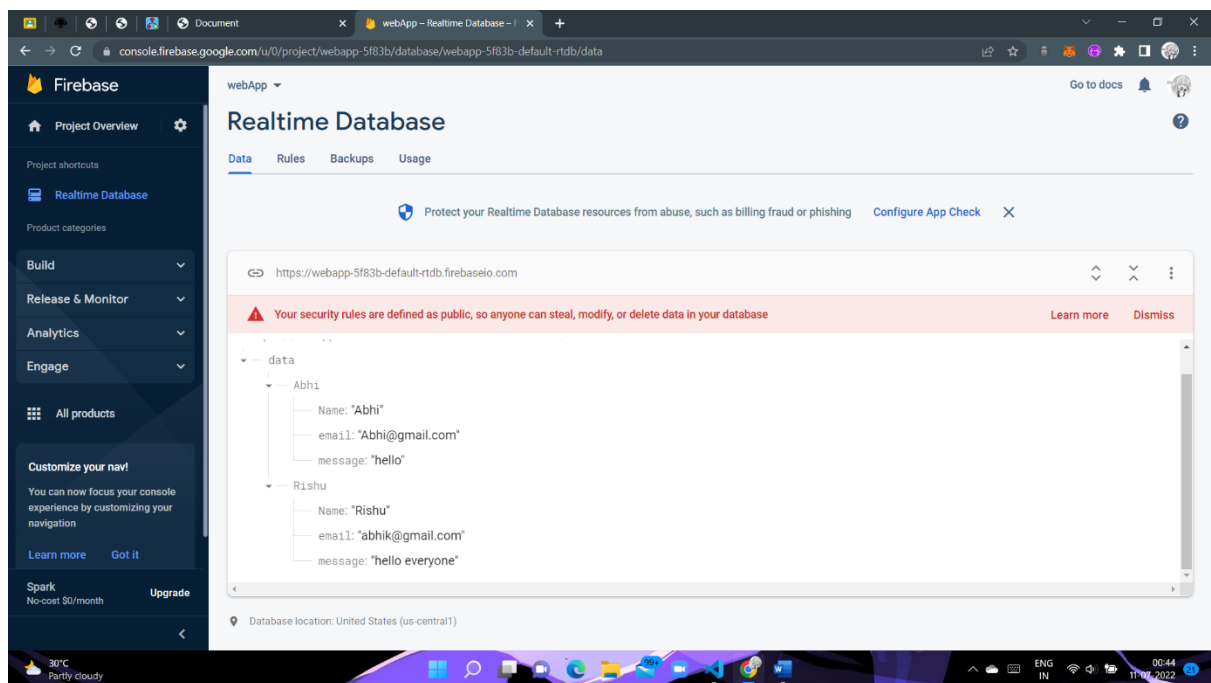 Document
webApp – Realtime Database – F
console.firebase.google.com/u/0/project/webapp-5f83b/database/webapp-5f83b-default-rtdb/data
Firebase
Project Overview
Project shortcuts
Realtime Database
Product categories
Build
Release & Monitor
Analytics
Engage
All products
Customize your nav!
You can now focus your console
experience by customizing your
navigation
Learn more Got it
Spark
No-cost $0/month
Upgrade
webApp
Go to docs
Realtime Database
Data Rules Backups Usage
Protect your Realtime Database resources from abuse, such as billing fraud or phishing Configure App Check
https://webapp-5f83b-default-rtdb.firebaseio.com
Your security rules are defined as public, so anyone can steal, modify, or delete data in your database Learn more Dismiss
data
Abhi
Name: "Abhi"
email: "Abhi@gmail.com"
message: "hello"
Rishu
Name: "Rishu"
email: "abhik@gmail.com"
message: "hello everyone"
Database location: United States (us-central1)
30°C
Partly cloudy
99+
ENG
IN
00:44
11-07-2022
21